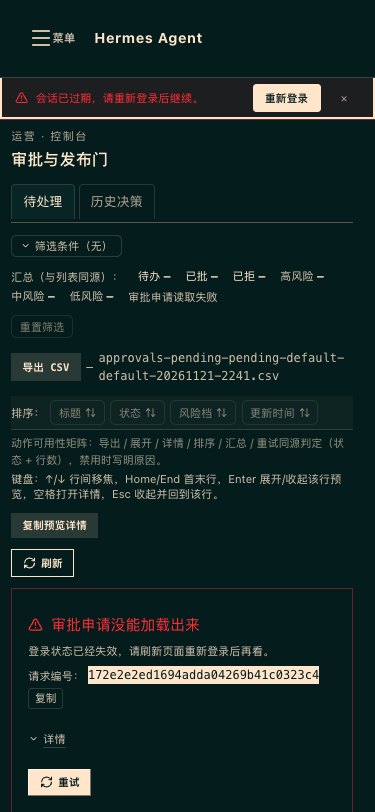 菜单
Hermes Agent
会话已过期，请重新登录后继续。
重新登录
×
运营 · 控制台
审批与发布门
待处理
历史决策
筛选条件（无）
汇总（与列表同源）： 待办 — 已批 — 已拒 — 高风险 —
中风险 — 低风险 — 审批申请读取失败
重置筛选
导出 CSV
— approvals-pending-pending-default-
default-20261121-2241.csv
排序： 标题 ⇅ 状态 ⇅ 风险档 ⇅ 更新时间 ⇅
动作可用性矩阵：导出 / 展开 / 详情 / 排序 / 汇总 / 重试同源判定（状
态 + 行数），禁用时写明原因。
键盘：↑/↓ 行间移焦，Home/End 首末行，Enter 展开/收起该行预
览，空格打开详情，Esc 收起并回到该行。
复制预览详情
刷新
审批申请没能加载出来
登录状态已经失效，请刷新页面重新登录后再看。
请求编号： 172e2e2ed1694adda04269b41c0323c4
复制
详情
重试